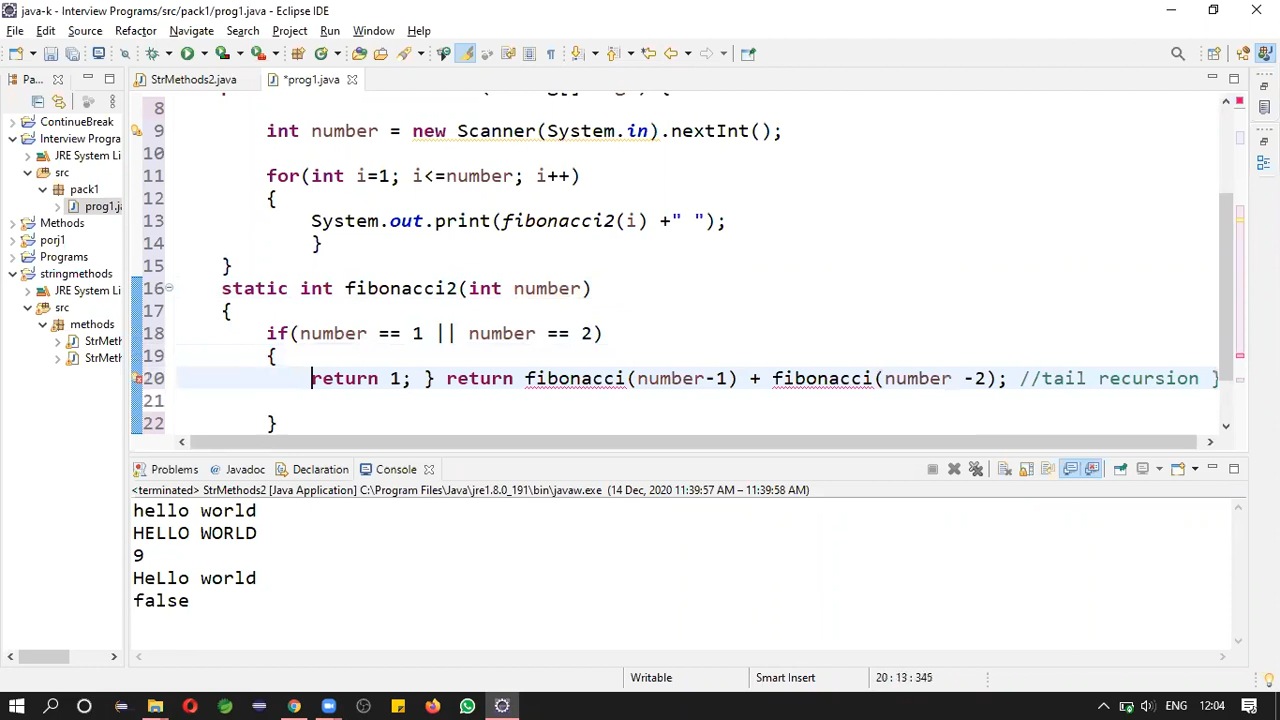 java-k - Interview Programs/src/pack1/prog1.java - Eclipse IDE
File Edit Source Refactor Navigate Search Project Run Window Help
Pa... StrMethods2.java *prog1.java
ContinueBreak
Interview Progra
JRE System Li
src
pack1
prog1.ja
Methods
porj1
Programs
stringmethods
JRE System Li
src
methods
StrMeth
StrMeth
8
9 int number = new Scanner(System.in).nextInt();
10
11 for(int i=1; i<=number; i++)
12 {
13 System.out.print(fibonacci2(i) +" ");
14 }
15 }
16 static int fibonacci2(int number)
17 {
18 if(number == 1 || number == 2)
19 {
20 return 1; } return fibonacci(number-1) + fibonacci(number -2); //tail recursion }
21
22 }
Problems Javadoc Declaration Console
<terminated> StrMethods2 [Java Application] C:\Program Files\Java\jre1.8.0_191\bin\javaw.exe (14 Dec, 2020 11:39:57 AM – 11:39:58 AM)
hello world
HELLO WORLD
9
HeLlo world
false
Writable Smart Insert 20 : 13 : 345
ENG 12:04